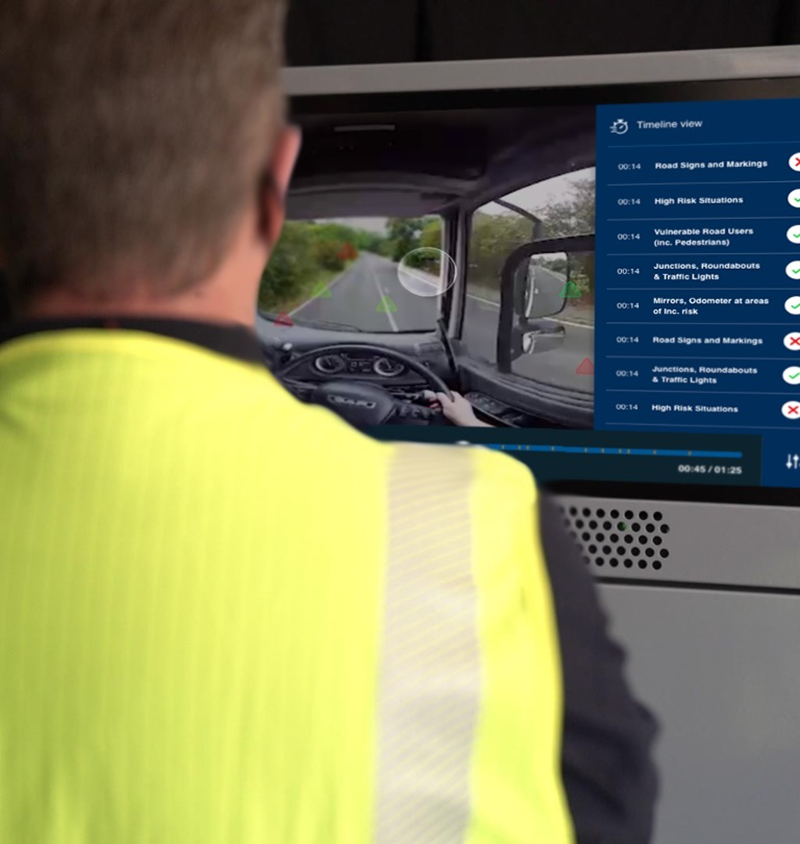 Timeline view
00:14 Road Signs and Markings
00:14 High Risk Situations
00:14 Vulnerable Road Users
(inc. Pedestrians)
00:14 Junctions, Roundabouts
& Traffic Lights
00:14 Mirrors, Odometer at areas
of Inc. risk
00:14 Road Signs and Markings
00:14 Junctions, Roundabouts
& Traffic Lights
00:14 High Risk Situations
SCANIA
00:45 / 01:25